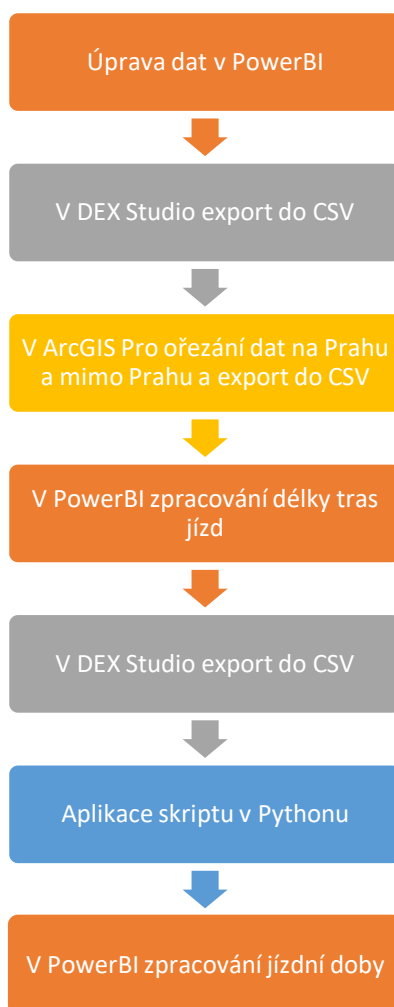 Úprava dat v PowerBI
V DEX Studio export do CSV
V ArcGIS Pro ořezání dat na Prahu
a mimo Prahu a export do CSV
V PowerBI zpracování délky tras
jízd
V DEX Studio export do CSV
Aplikace skriptu v Pythonu
V PowerBI zpracování jízdní doby